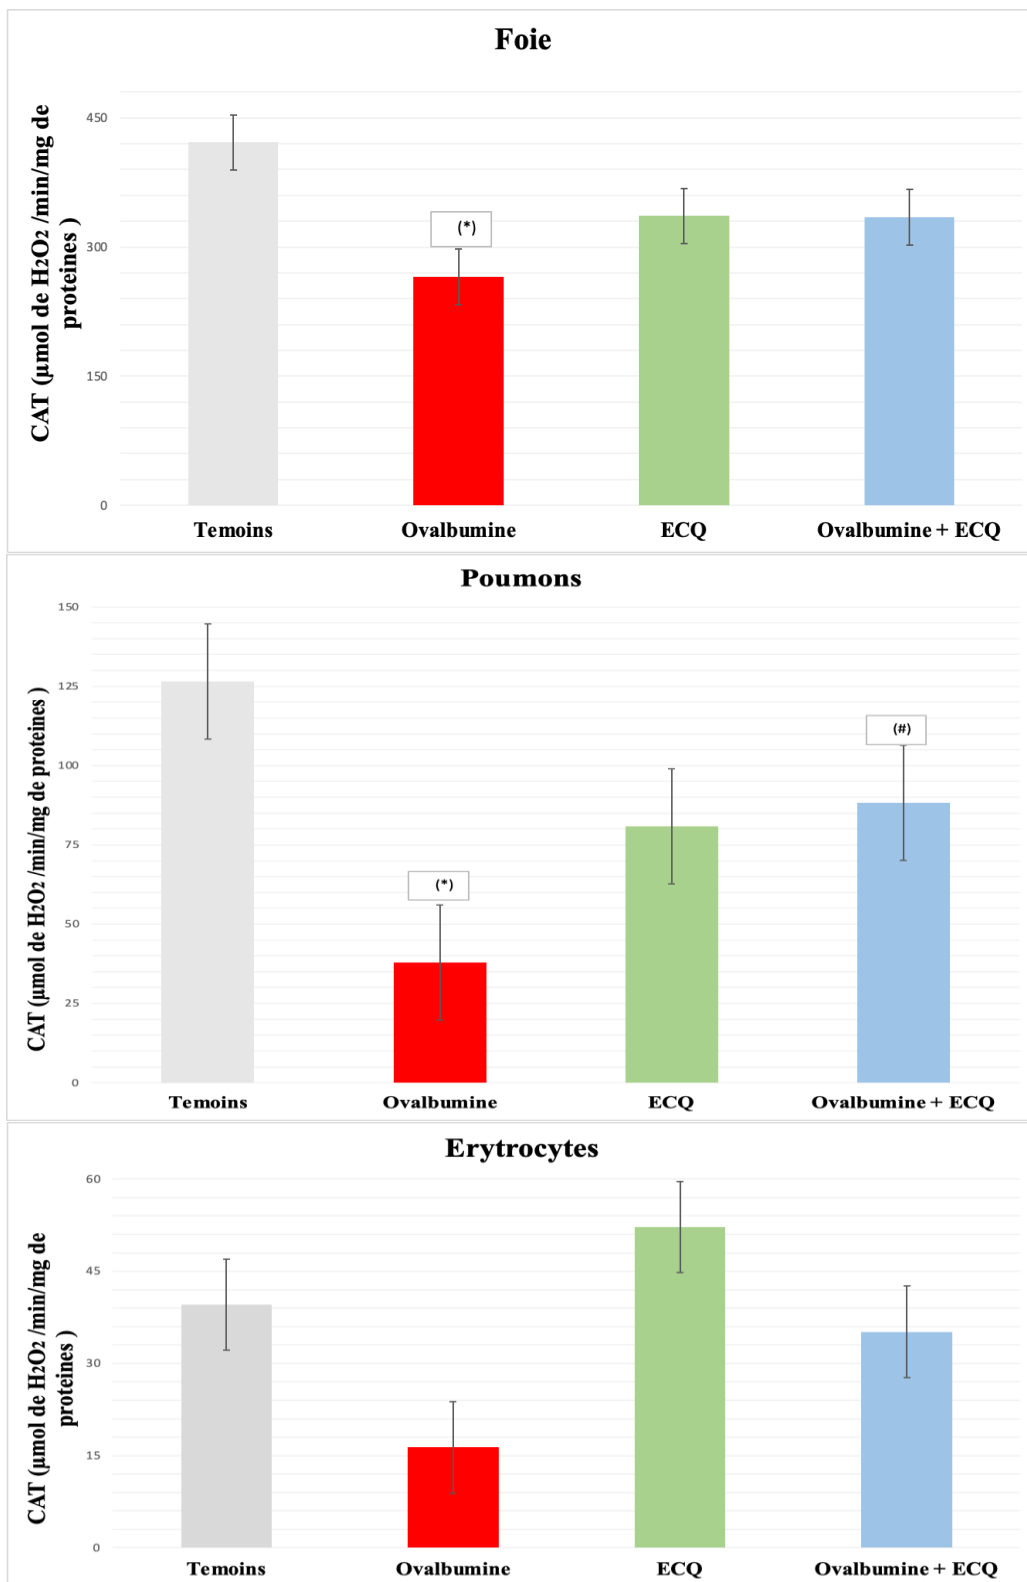 Foie
CAT (µmol de H2O2 /min/mg de
proteines )
450
300
150
0
(*)
Temoins
Ovalbumine
ECQ
Ovalbumine + ECQ
Poumons
CAT (µmol de H2O2 /min/mg de proteines )
150
125
100
75
50
25
0
(*)
(#)
Temoins
Ovalbumine
ECQ
Ovalbumine + ECQ
Erytrocytes
CAT (µmol de H2O2 /min/mg de
proteines )
60
45
30
15
0
Temoins
Ovalbumine
ECQ
Ovalbumine + ECQ